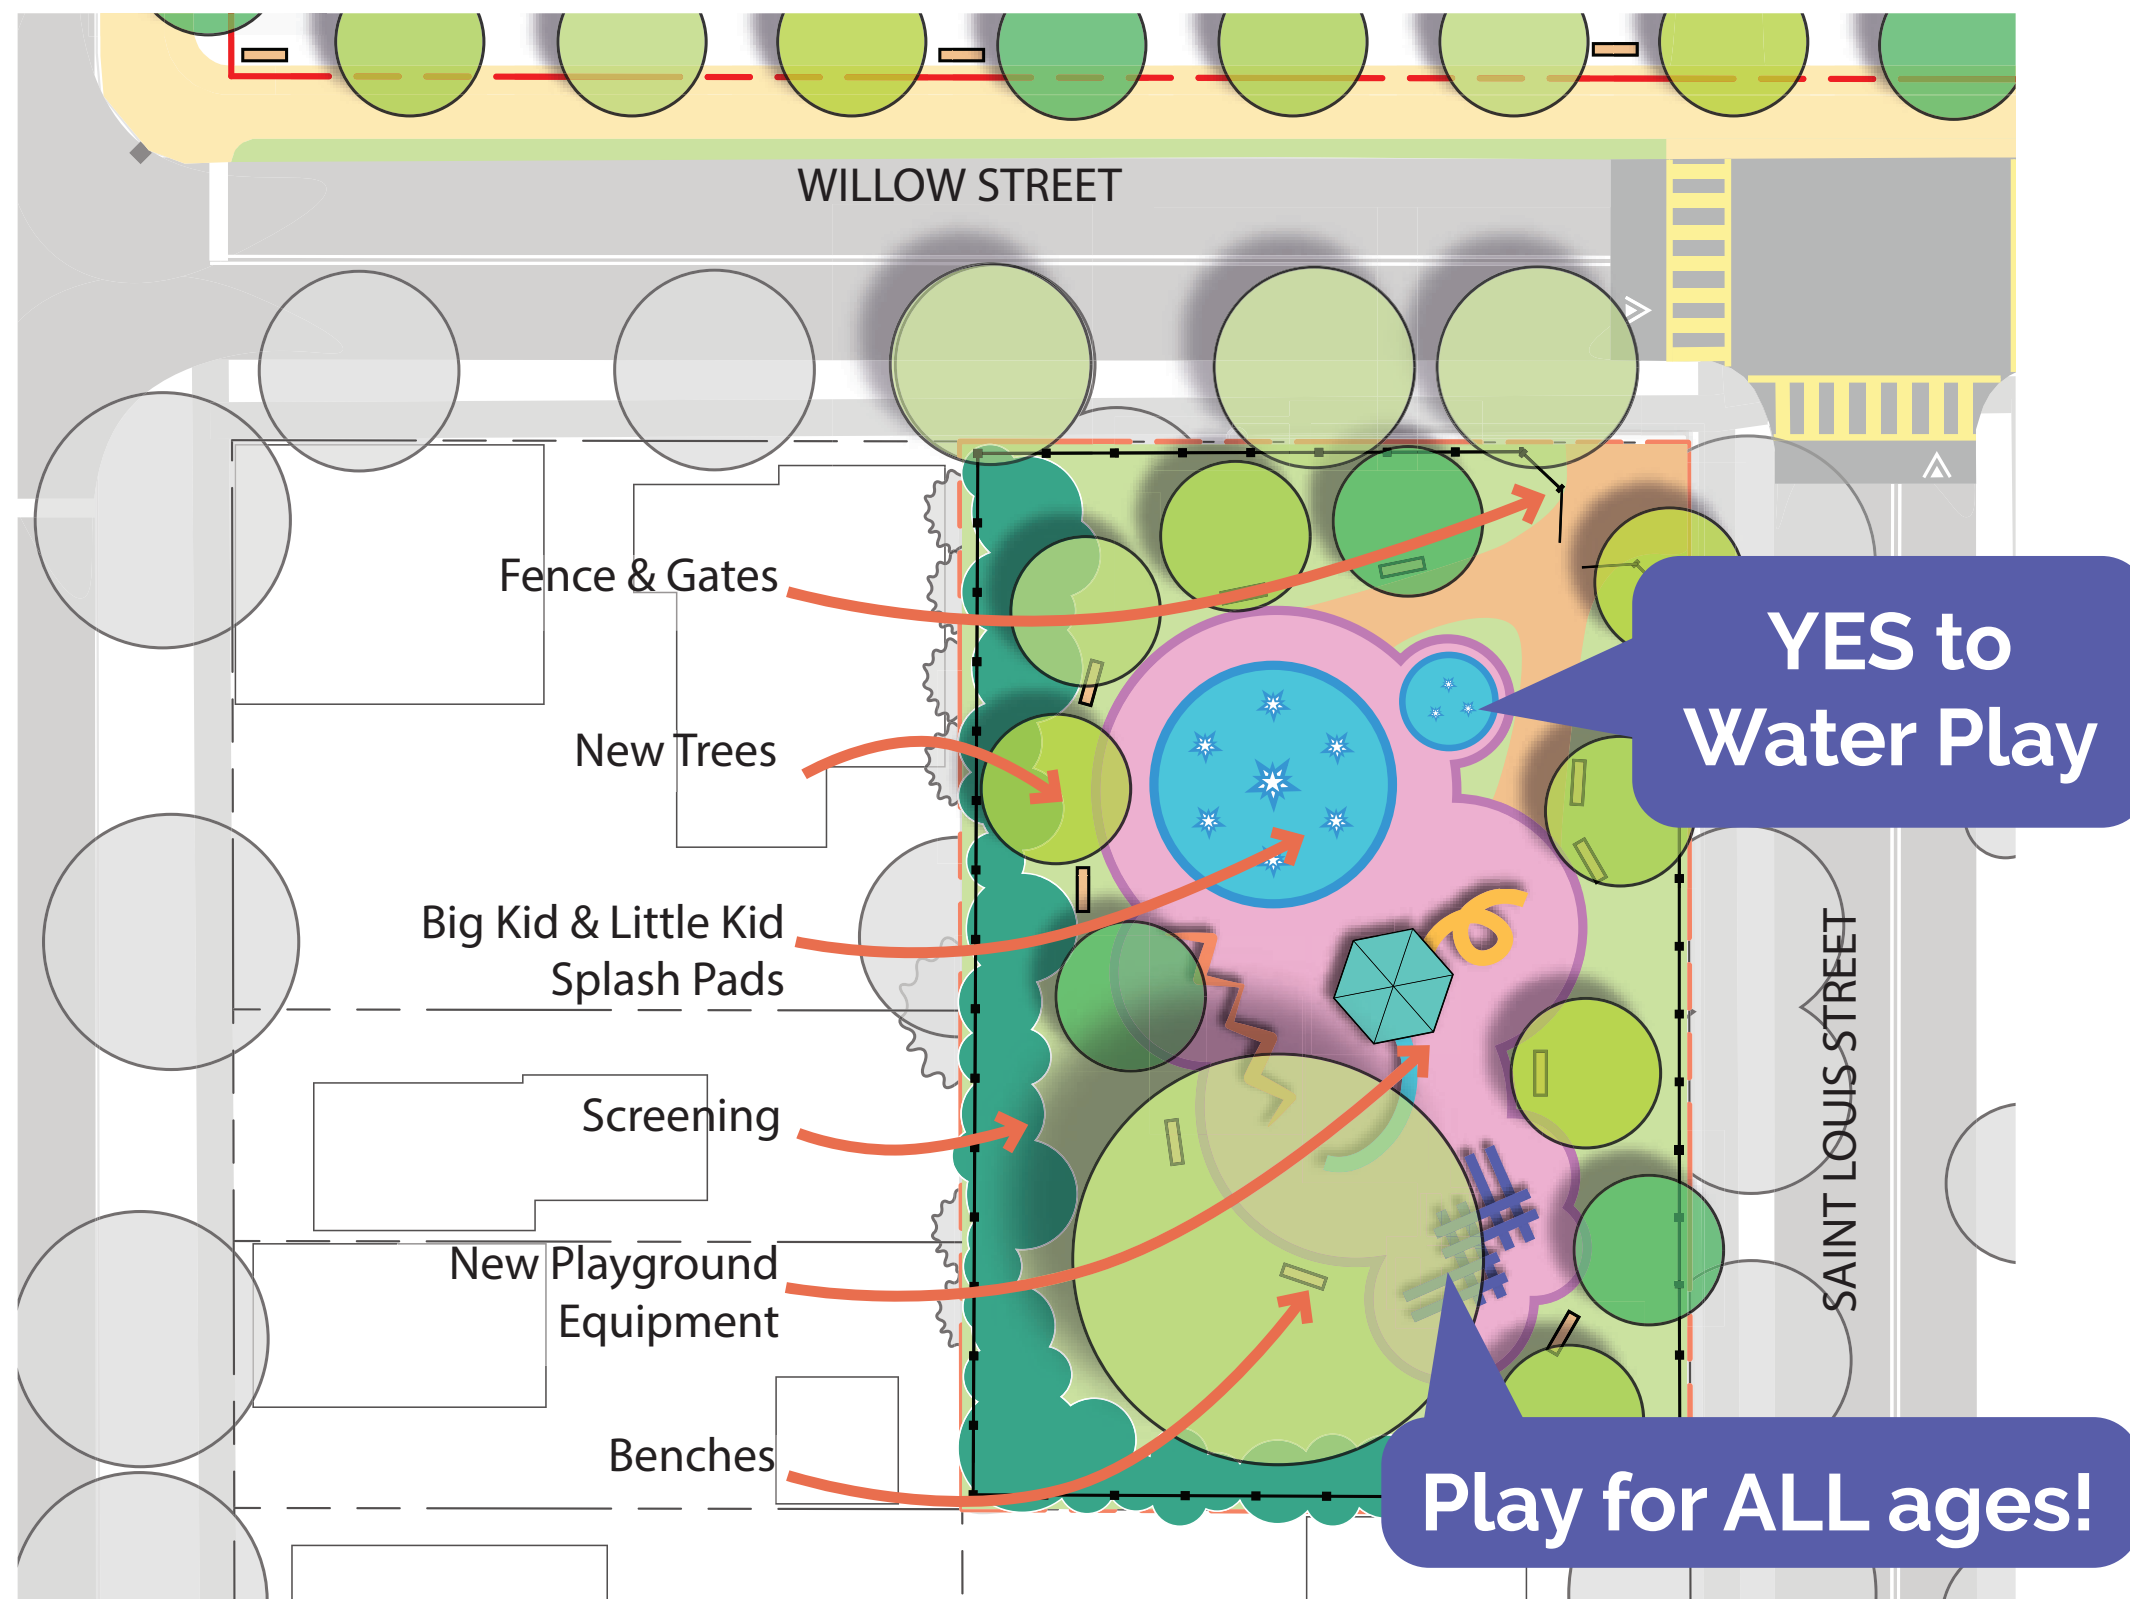 WILLOW STREET
Fence & Gates
YES to
Water Play
New Trees
Big Kid & Little Kid
Splash Pads
SAINT LOUIS STREET
Screening
New Playground
Equipment
Benches
Play for ALL ages!